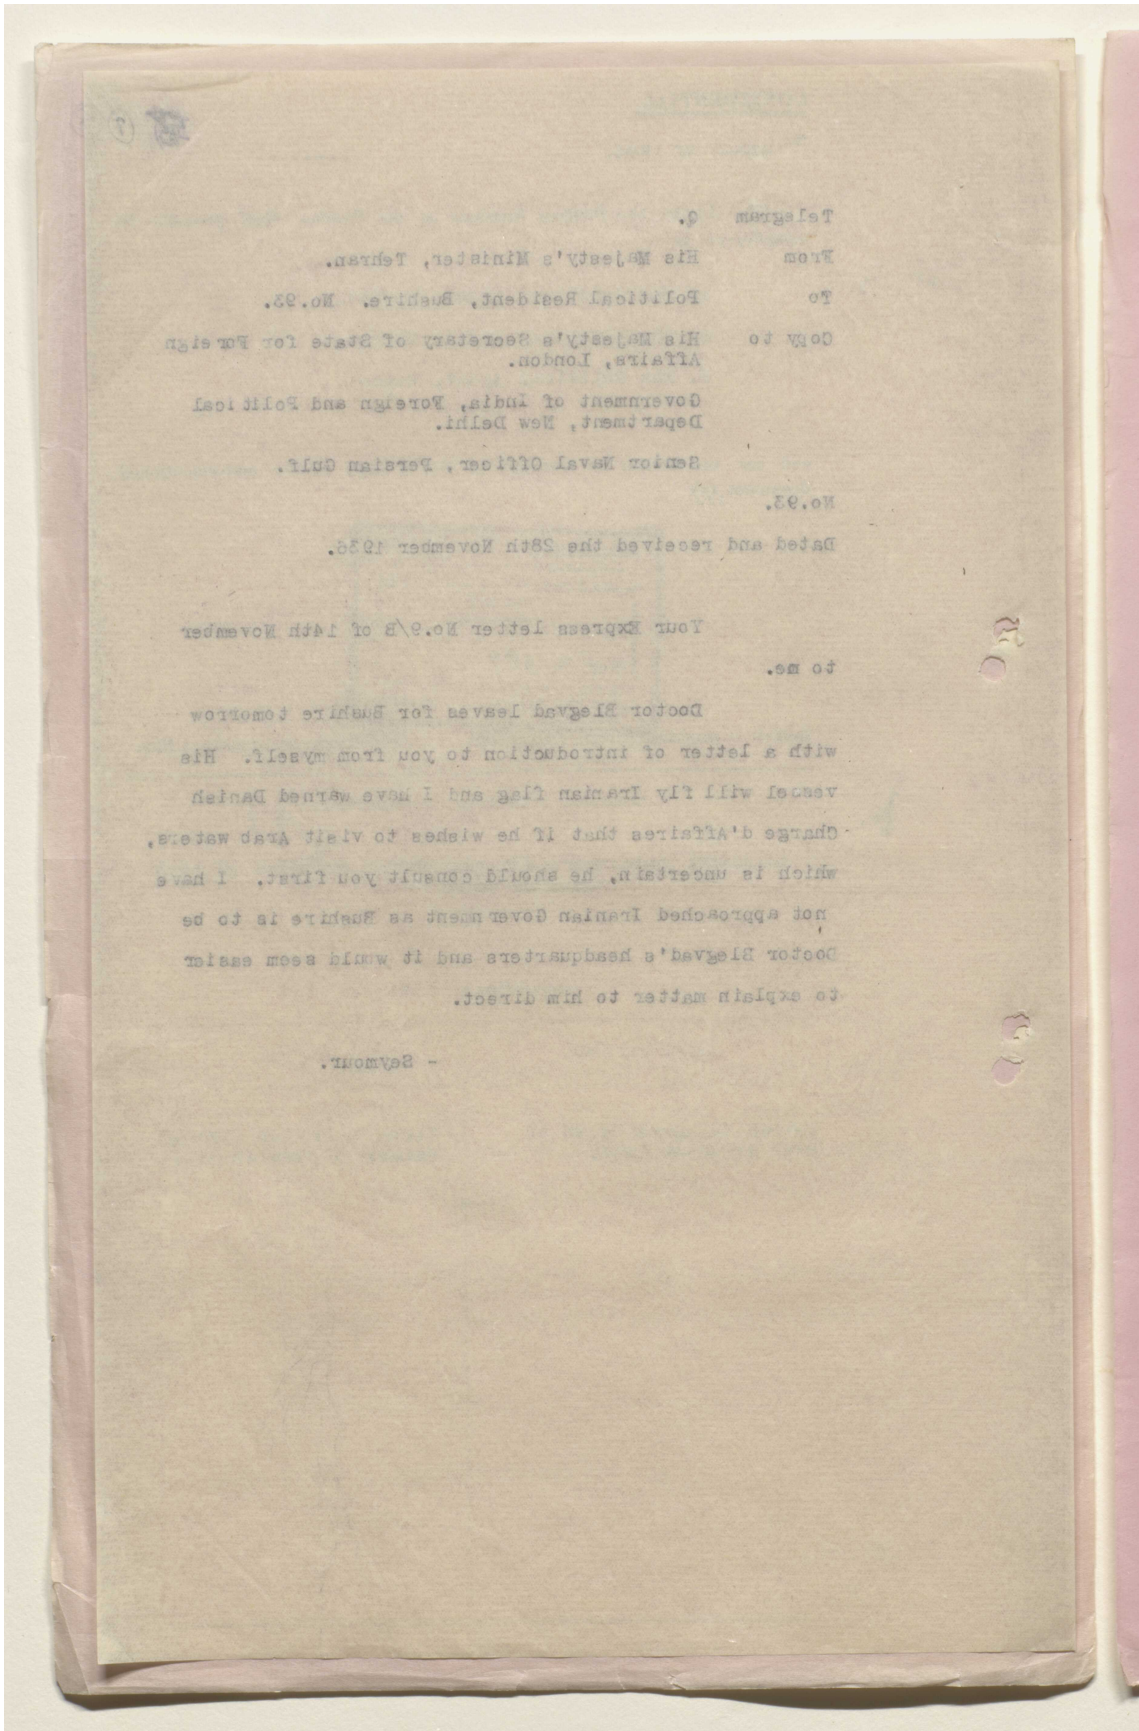 Telegram Q.
From His Majesty's Minister, Tehran.
To Political Resident, Bushire. No.93.
Copy to His Majesty's Secretary of State for Foreign
Affairs, London.
Government of India, Foreign and Political
Department, New Delhi.
Senior Naval Officer, Persian Gulf.
No.93.
Dated and received the 28th November 1936.
Your Express letter No.9/B of 14th November
to me.
Doctor Blegvad leaves for Bushire tomorrow
with a letter of introduction to you from myself. His
vessel will fly Iranian flag and I have warned Danish
Charge d'Affaires that if he wishes to visit Arab waters,
which is uncertain, he should consult you first. I have
not approached Iranian Government as Bushire is to be
Doctor Blegvad's headquarters and it would seem easier
to explain matter to him direct.
- Seymour.